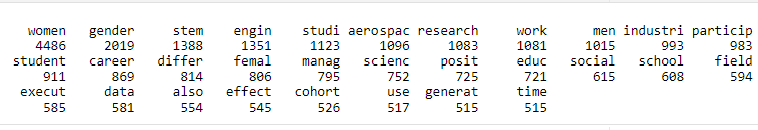 women gender stem engin studi aerospac research work men industri particip
4486 2019 1388 1351 1123 1096 1083 1081 1015 993 983
student career differ femal manag scienc posit educ social school field
911 869 814 806 795 752 725 721 615 608 594
execut data also effect cohort use generat time
585 581 554 545 526 517 515 515